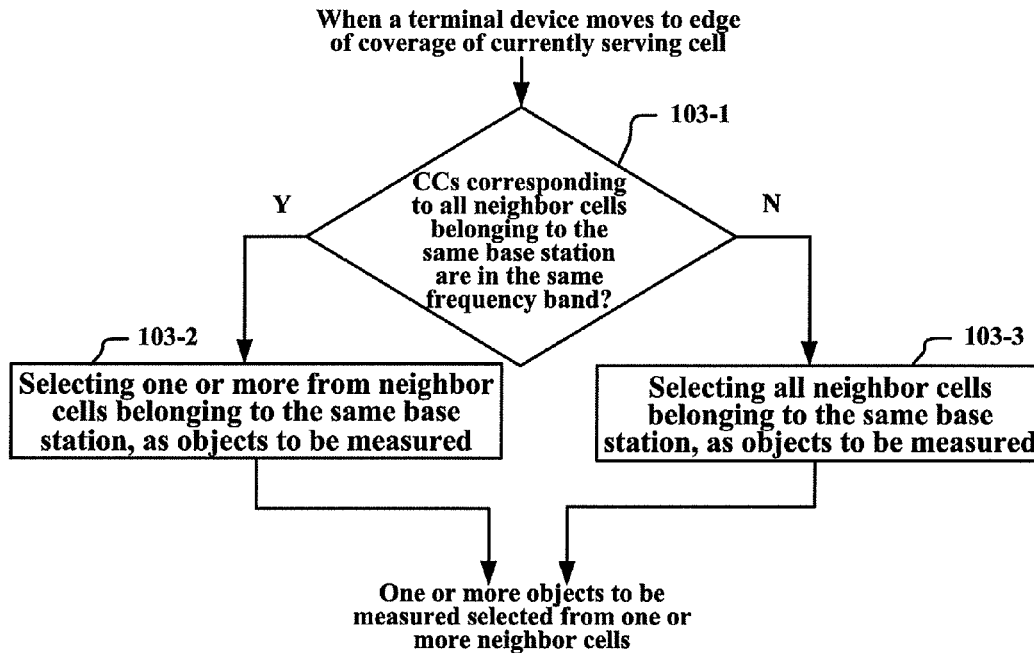 When a terminal device moves to edge
of coverage of currently serving cell
103-1
CCs corresponding
to all neighbor cells
belonging to the
same base station
are in the same
frequency band?
Y
N
103-2
103-3
Selecting one or more from neighbor
cells belonging to the same base
station, as objects to be measured
Selecting all neighbor cells
belonging to the same base
station, as objects to be measured
One or more objects to be
measured selected from one or
more neighbor cells